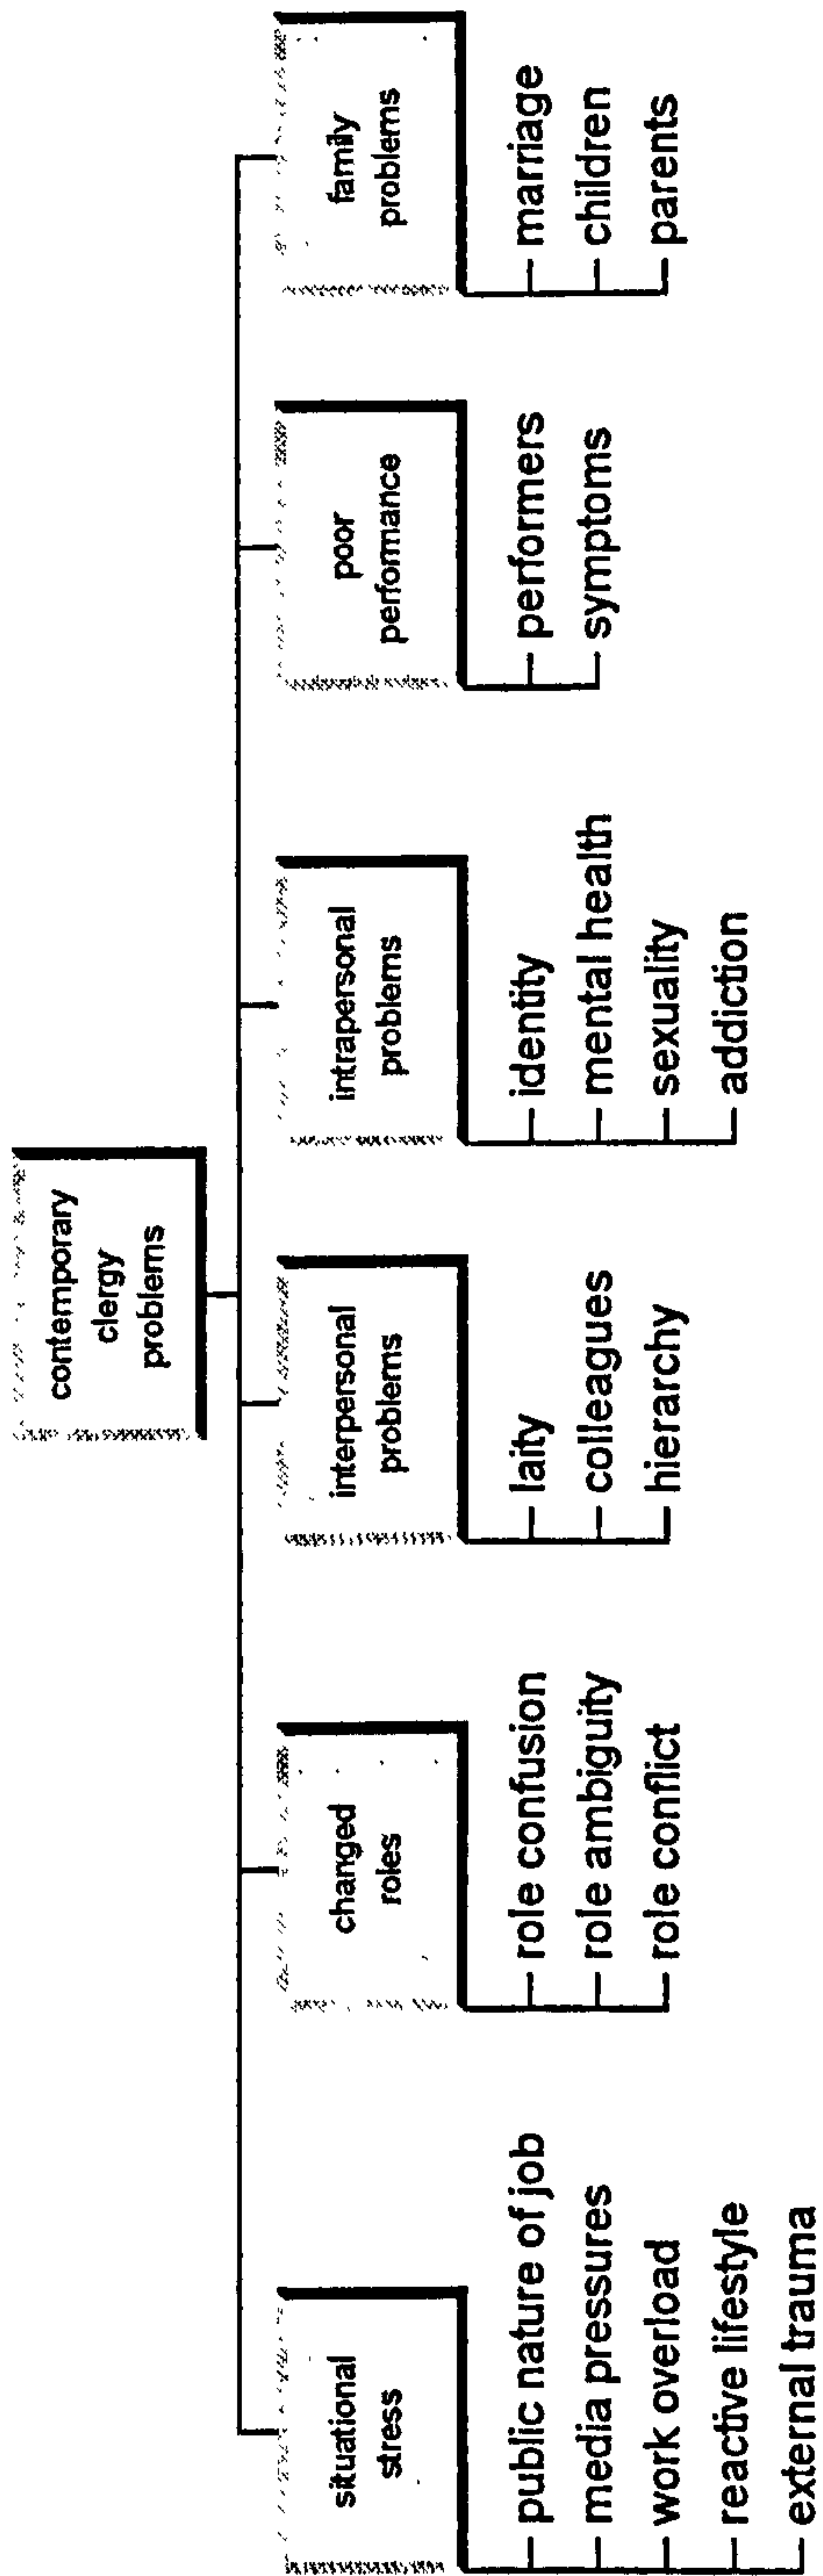 contemporary
clergy
problems
situational
stress
public nature of job
media pressures
work overload
reactive lifestyle
external trauma
changed
roles
role confusion
role ambiguity
role conflict
interpersonal
problems
laity
colleagues
hierarchy
intrapersonal
problems
identity
mental health
sexuality
addiction
poor
performance
performers
symptoms
family
problems
marriage
children
parents